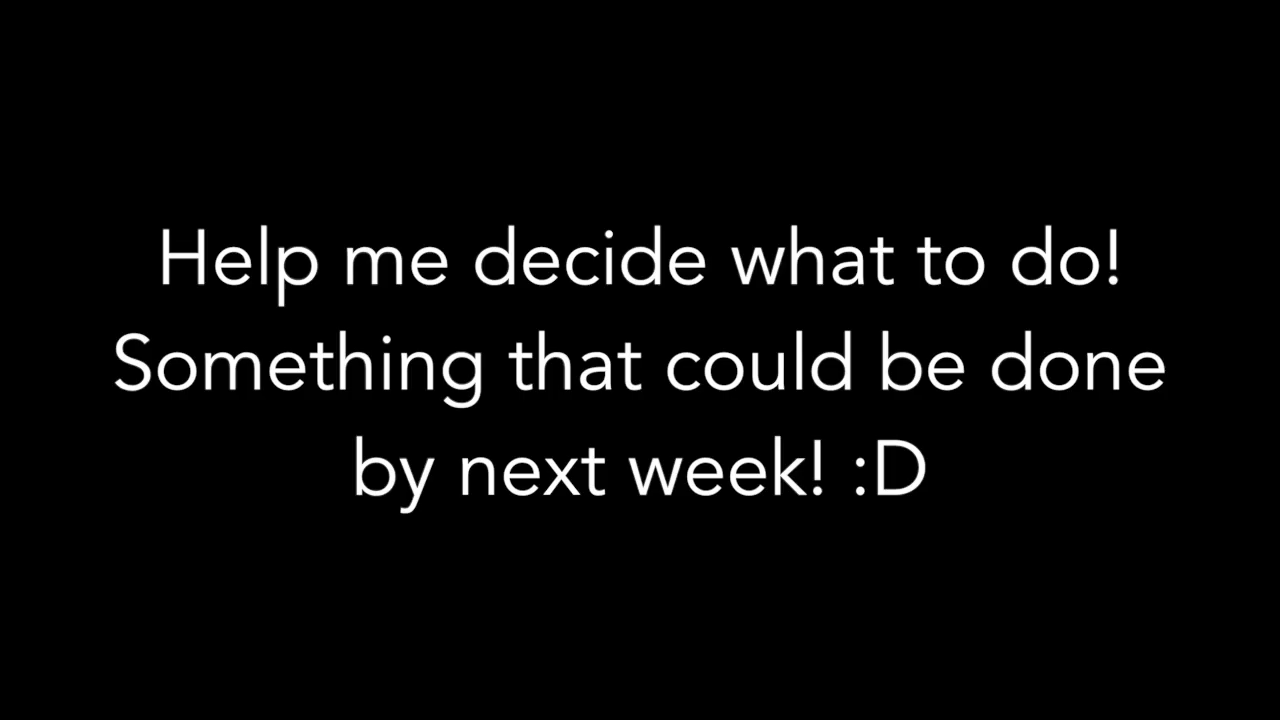 Help me decide what to do!
Something that could be done
by next week! :D